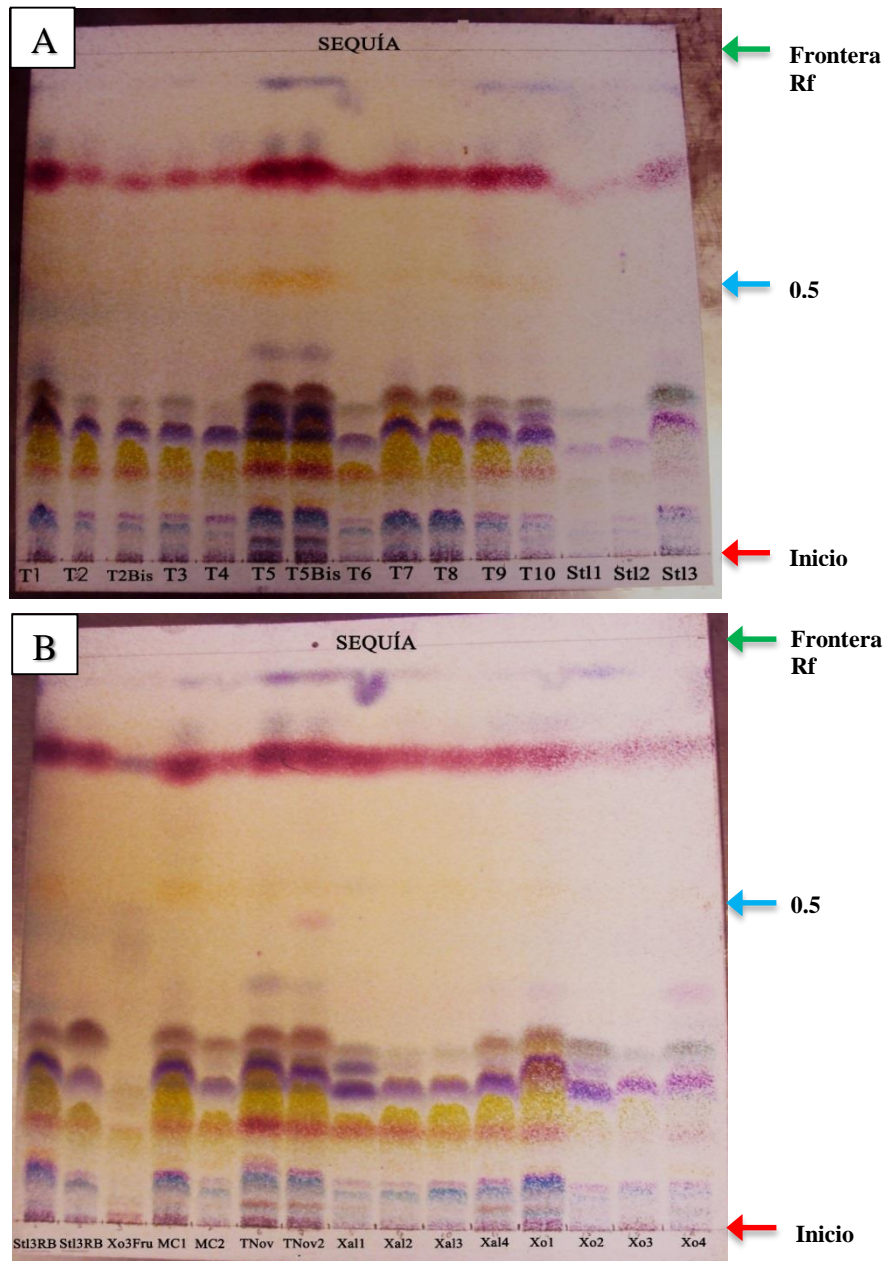 A
SEQUÍA
Frontera
Rf
0.5
Inicio
T1 T2 T2Bis T3 T4 T5 T5Bis T6 T7 T8 T9 T10 Stl1 Stl2 Stl3
B
SEQUÍA
Frontera
Rf
0.5
Inicio
Stl3RB Stl3RB Xo3Fru MC1 MC2 TNov TNov2 Xal1 Xal2 Xal3 Xal4 Xo1 Xo2 Xo3 Xo4